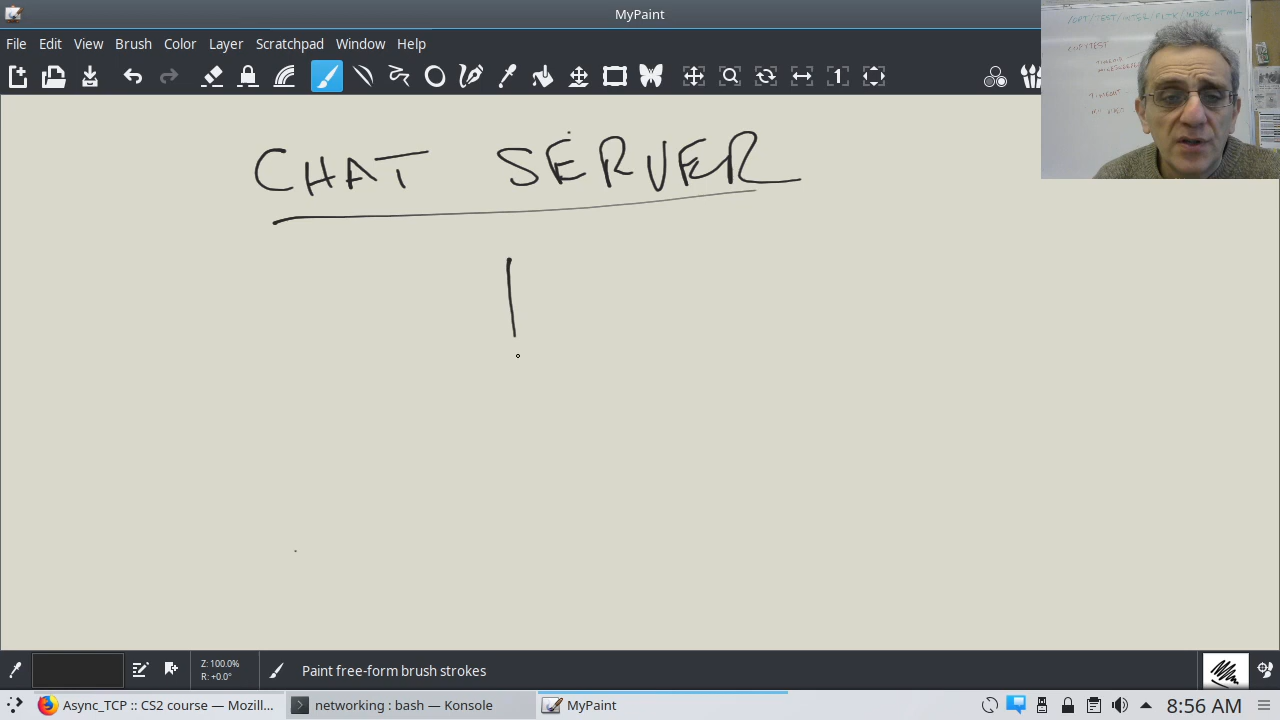 MyPaint
File Edit View Brush Color Layer Scratchpad Window Help
CHAT SERVER
TIMEOUT
Z: 100.0%
R: +0.0°
Paint free-form brush strokes
Async_TCP :: CS2 course — Mozill...
networking : bash — Konsole
MyPaint
8:56 AM